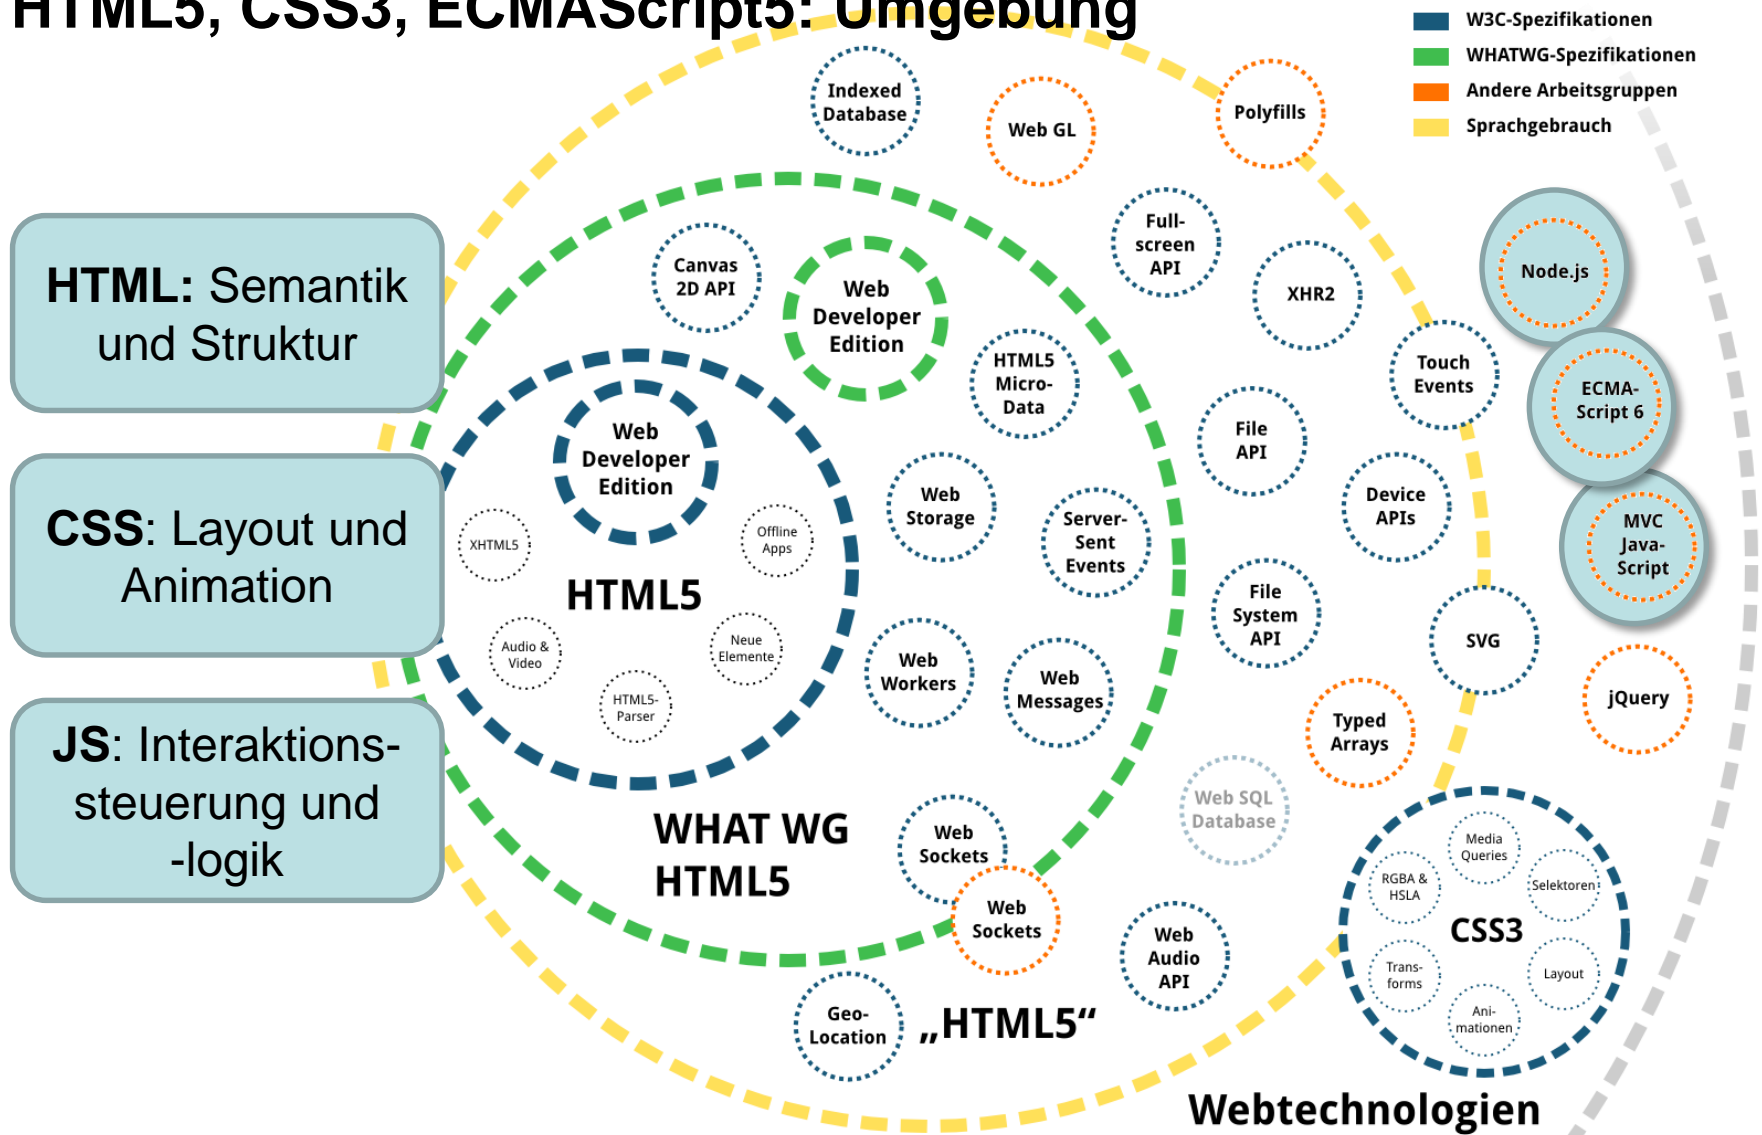 HTML5, CSS3, ECMAScript5: Umgebung
W3C-Spezifikationen
WHATWG-Spezifikationen
Andere Arbeitsgruppen
Sprachgebrauch
HTML: Semantik
und Struktur
CSS: Layout und
Animation
JS: Interaktions-
steuerung und
-logik
Indexed
Database
Web GL
Polyfills
Full-
screen
API
XHR2
Canvas
2D API
Web
Developer
Edition
HTML5
Micro-
Data
Touch
Events
Node.js
ECMA-
Script 6
MVC
Java-
Script
Web
Developer
Edition
File
API
Device
APIs
Web
Storage
Server-
Sent
Events
XHTML5
Offline
Apps
HTML5
Audio &
Video
Neue
Elemente
HTML5-
Parser
File
System
API
SVG
Web
Workers
Web
Messages
jQuery
Typed
Arrays
Web SQL
Database
WHAT WG
HTML5
Web
Sockets
Web
Sockets
Web
Audio
API
Geo-
Location
„HTML5“
Media
Queries
RGBA &
HSLA
Selektoren
CSS3
Trans-
forms
Layout
Ani-
mationen
Webtechnologien